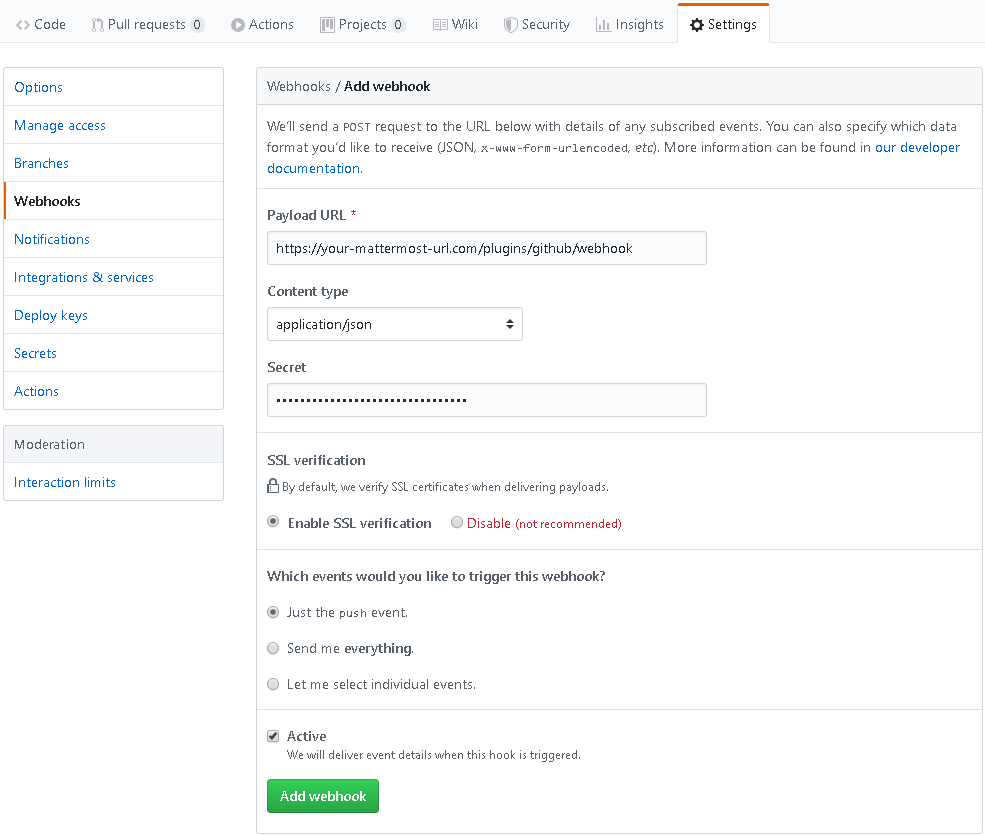 Code Pull requests 0 Actions Projects 0 Wiki Security Insights Settings
Options
Manage access
Branches
Webhooks
Notifications
Integrations & services
Deploy keys
Secrets
Actions
Moderation
Interaction limits
Webhooks / Add webhook
We'll send a POST request to the URL below with details of any subscribed events. You can also specify which data
format you'd like to receive (JSON, x-www-form-urlencoded, etc). More information can be found in our developer
documentation.
Payload URL *
https://your-mattermost-url.com/plugins/github/webhook
Content type
application/json
Secret
••••••••••••••••••••••••••••••••
SSL verification
By default, we verify SSL certificates when delivering payloads.
Enable SSL verification Disable (not recommended)
Which events would you like to trigger this webhook?
Just the push event.
Send me everything.
Let me select individual events.
Active
We will deliver event details when this hook is triggered.
Add webhook